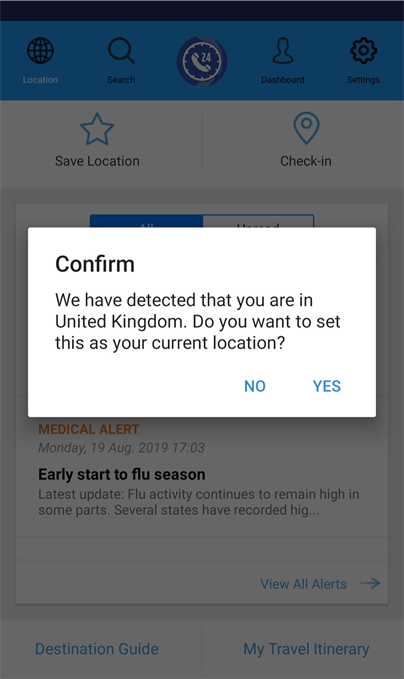 24
Location
Search
Dashboard
Settings
Save Location
Check-in
All
Unread
Confirm
We have detected that you are in
United Kingdom. Do you want to set
this as your current location?
NO
YES
MEDICAL ALERT
Monday, 19 Aug. 2019 17:03
Early start to flu season
Latest update: Flu activity continues to remain high in
some parts. Several states have recorded hig...
View All Alerts
Destination Guide
My Travel Itinerary